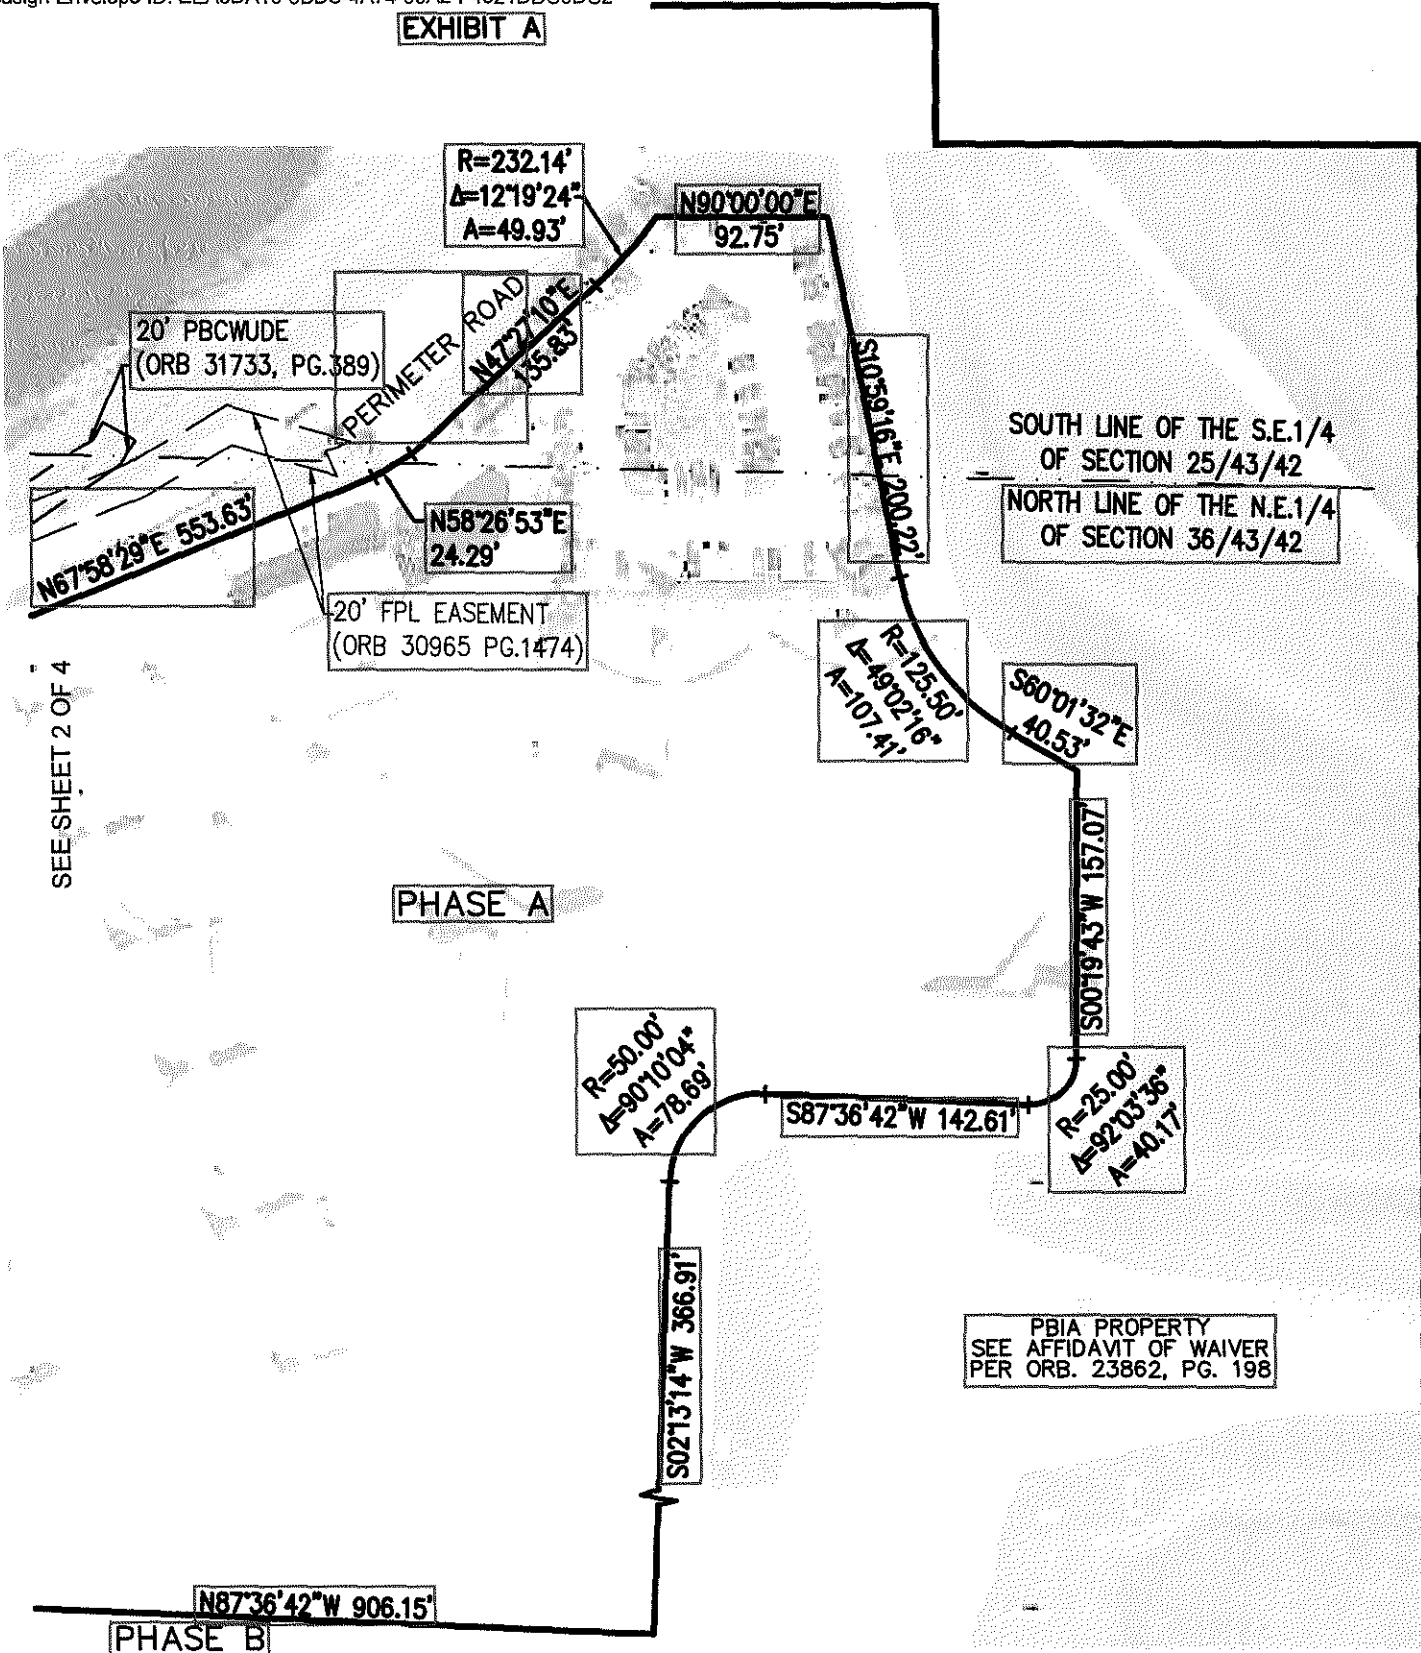 EXHIBIT A
R=232.14'
Δ=12°19'24"
A=49.93'
N90°00'00"E
92.75'
20' PBCWUDE
(ORB 31733, PG.389)
PERIMETER ROAD
N47°27'10"E
135.83'
S10°59'16"E 200.22'
SOUTH LINE OF THE S.E.1/4
OF SECTION 25/43/42
NORTH LINE OF THE N.E.1/4
OF SECTION 36/43/42
N67°58'29"E 553.63'
N58°26'53"E
24.29'
20' FPL EASEMENT
(ORB 30965 PG.1474)
R=125.50'
Δ=49°02'16"
A=107.41'
S60°01'32"E
40.53'
SEE SHEET 2 OF 4
S00°19'43"W 157.07'
PHASE A
R=50.00'
Δ=90°10'04"
A=78.69'
S87°36'42"W 142.61'
R=25.00'
Δ=92°03'36"
A=40.17'
S02°13'14"W 366.91'
PBIA PROPERTY
SEE AFFIDAVIT OF WAIVER
PER ORB. 23862, PG. 198
N87°36'42"W 906.15'
PHASE B